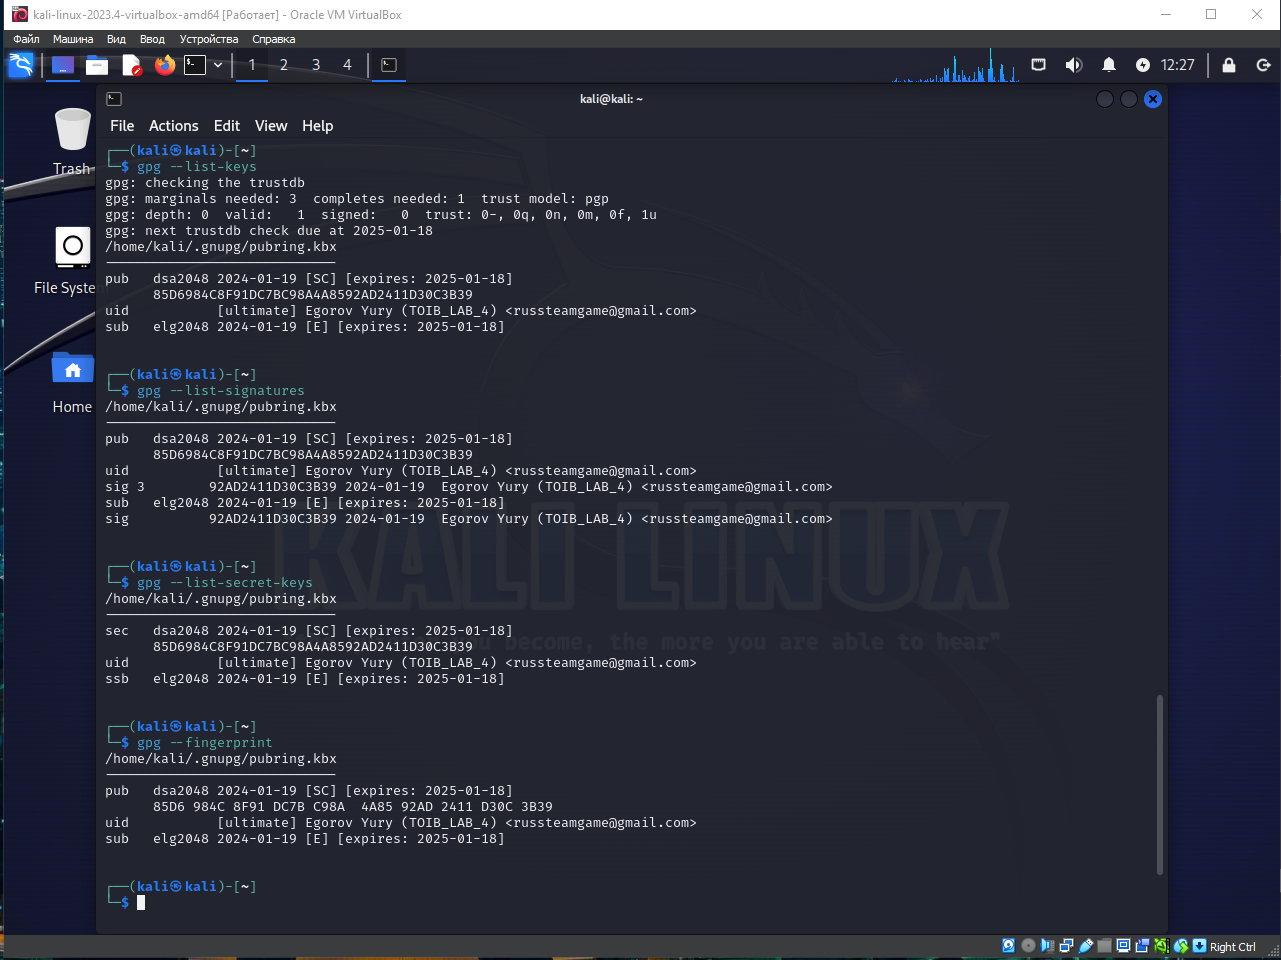 kali-linux-2023.4-virtualbox-amd64 [Работает] - Oracle VM VirtualBox
Файл Машина Вид Ввод Устройства Справка
1 2 3 4 12:27
Trash
File Syste
Home
kali@kali: ~
File Actions Edit View Help
┌──(kali㉿kali)-[~]
└─$ gpg --list-keys
gpg: checking the trustdb
gpg: marginals needed: 3  completes needed: 1  trust model: pgp
gpg: depth: 0  valid:   1  signed:   0  trust: 0-, 0q, 0n, 0m, 0f, 1u
gpg: next trustdb check due at 2025-01-18
/home/kali/.gnupg/pubring.kbx
-----------------------------
pub   dsa2048 2024-01-19 [SC] [expires: 2025-01-18]
      85D6984C8F91DC7BC98A4A8592AD2411D30C3B39
uid           [ultimate] Egorov Yury (TOIB_LAB_4) <russteamgame@gmail.com>
sub   elg2048 2024-01-19 [E] [expires: 2025-01-18]
┌──(kali㉿kali)-[~]
└─$ gpg --list-signatures
/home/kali/.gnupg/pubring.kbx
-----------------------------
pub   dsa2048 2024-01-19 [SC] [expires: 2025-01-18]
      85D6984C8F91DC7BC98A4A8592AD2411D30C3B39
uid           [ultimate] Egorov Yury (TOIB_LAB_4) <russteamgame@gmail.com>
sig 3        92AD2411D30C3B39 2024-01-19  Egorov Yury (TOIB_LAB_4) <russteamgame@gmail.com>
sub   elg2048 2024-01-19 [E] [expires: 2025-01-18]
sig          92AD2411D30C3B39 2024-01-19  Egorov Yury (TOIB_LAB_4) <russteamgame@gmail.com>
┌──(kali㉿kali)-[~]
└─$ gpg --list-secret-keys
/home/kali/.gnupg/pubring.kbx
-----------------------------
sec   dsa2048 2024-01-19 [SC] [expires: 2025-01-18]
      85D6984C8F91DC7BC98A4A8592AD2411D30C3B39
uid           [ultimate] Egorov Yury (TOIB_LAB_4) <russteamgame@gmail.com>
ssb   elg2048 2024-01-19 [E] [expires: 2025-01-18]
┌──(kali㉿kali)-[~]
└─$ gpg --fingerprint
/home/kali/.gnupg/pubring.kbx
-----------------------------
pub   dsa2048 2024-01-19 [SC] [expires: 2025-01-18]
      85D6 984C 8F91 DC7B C98A  4A85 92AD 2411 D30C 3B39
uid           [ultimate] Egorov Yury (TOIB_LAB_4) <russteamgame@gmail.com>
sub   elg2048 2024-01-19 [E] [expires: 2025-01-18]
┌──(kali㉿kali)-[~]
└─$
KALI LINUX
become, the more you are able to hear"
Right Ctrl